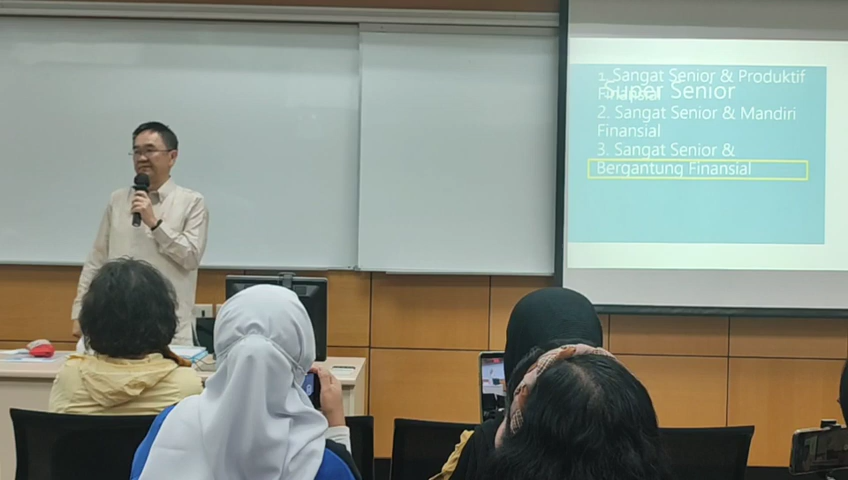 1. Sangat Senior & Produktif
Finansial
Super Senior
2. Sangat Senior & Mandiri
Finansial
3. Sangat Senior &
Bergantung Finansial